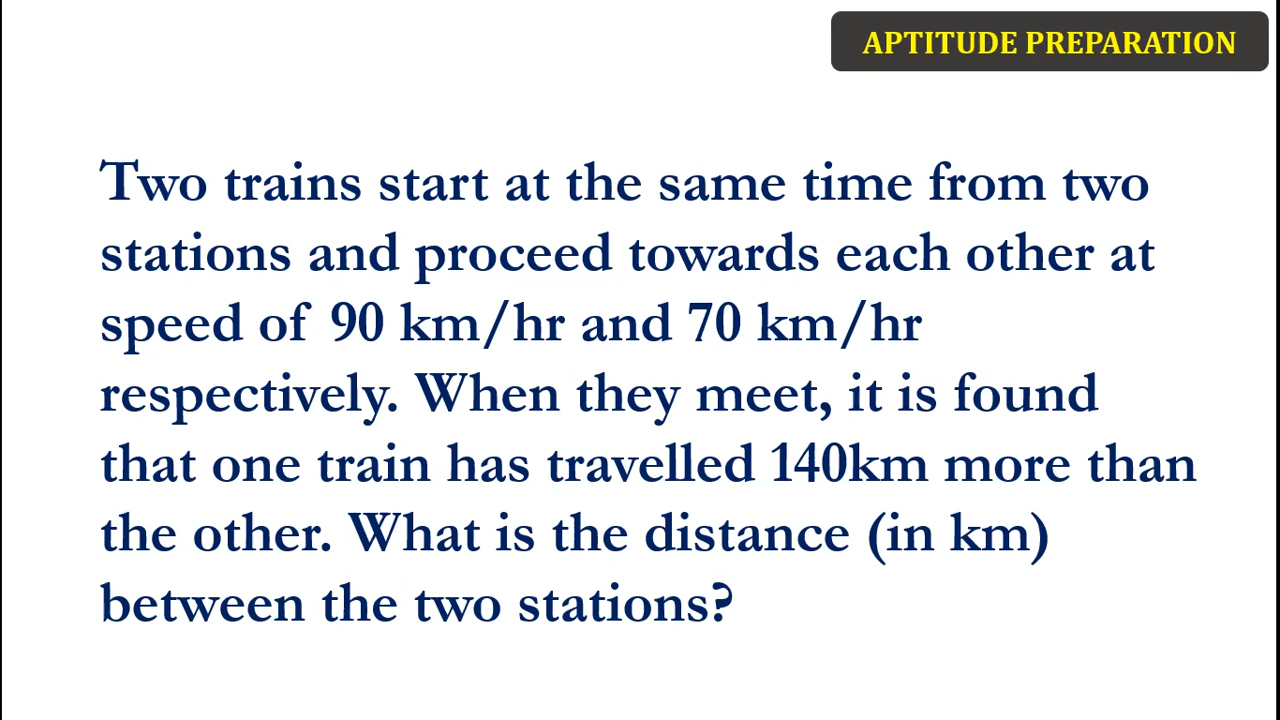 APTITUDE PREPARATION
Two trains start at the same time from two
stations and proceed towards each other at
speed of 90 km/hr and 70 km/hr
respectively. When they meet, it is found
that one train has travelled 140km more than
the other. What is the distance (in km)
between the two stations?